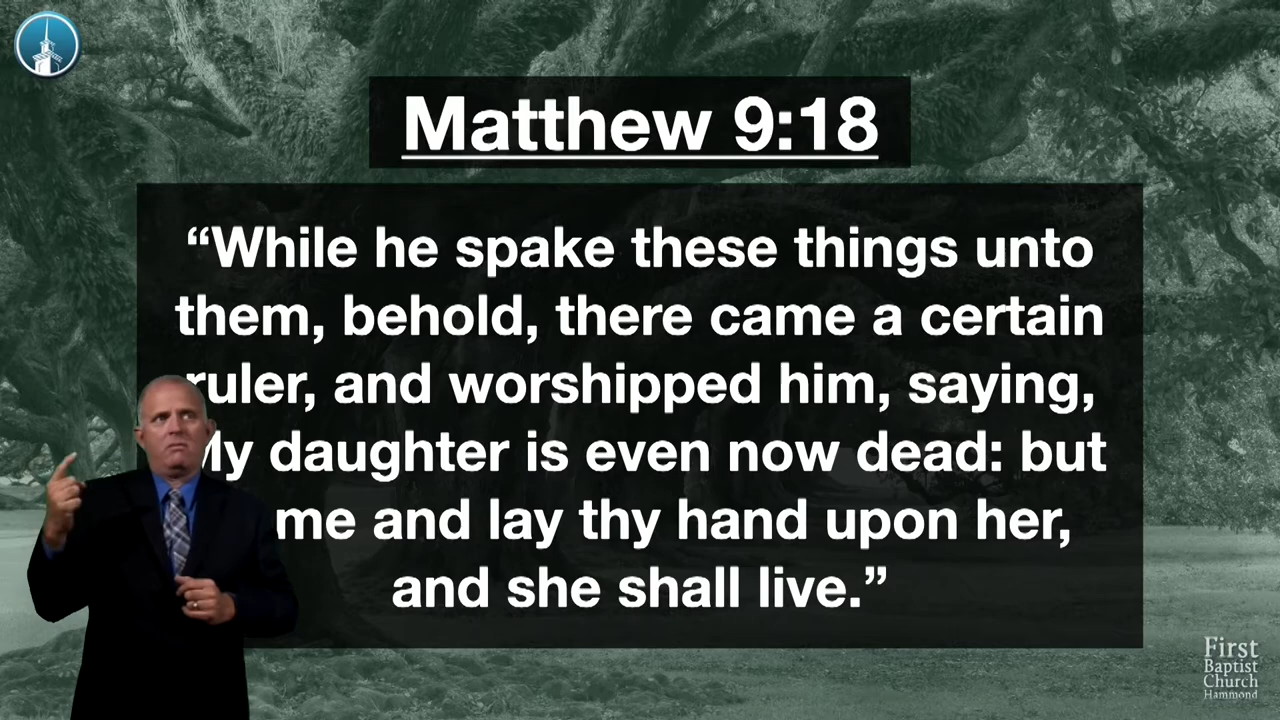 Matthew 9:18
“While he spake these things unto
them, behold, there came a certain
ruler, and worshipped him, saying,
My daughter is even now dead: but
me and lay thy hand upon her,
and she shall live.”
First
Baptist
Church
Hammond